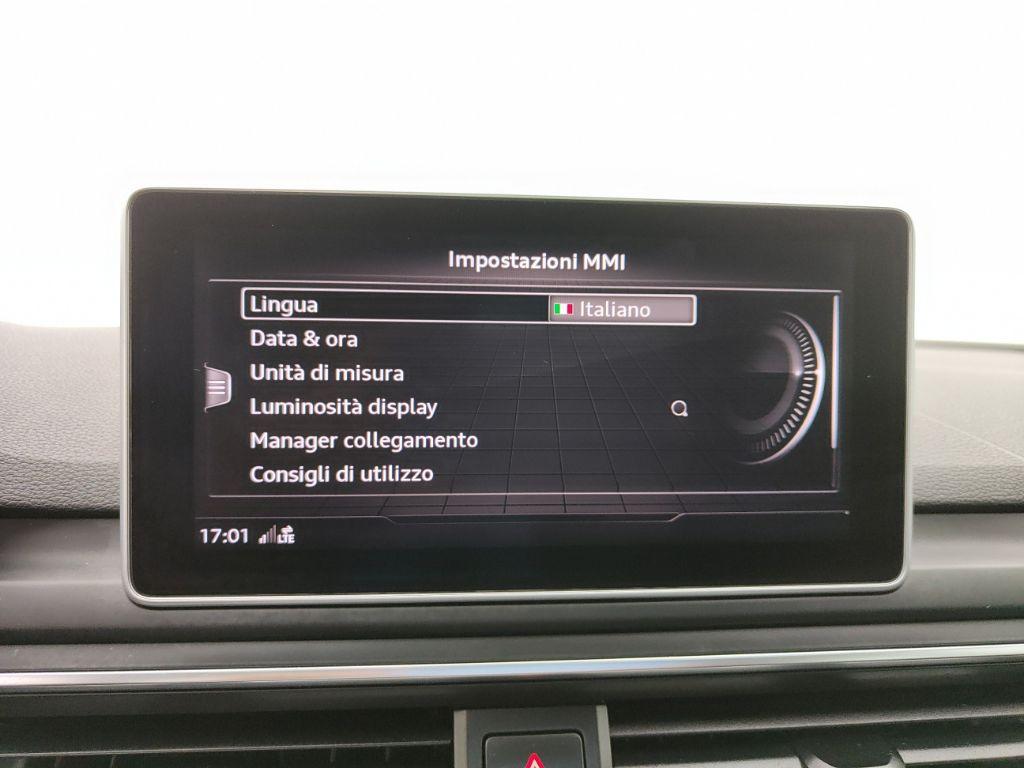 Impostazioni MMI
Lingua Italiano
Data & ora
Unità di misura
Luminosità display
Manager collegamento
Consigli di utilizzo
17:01 LTE